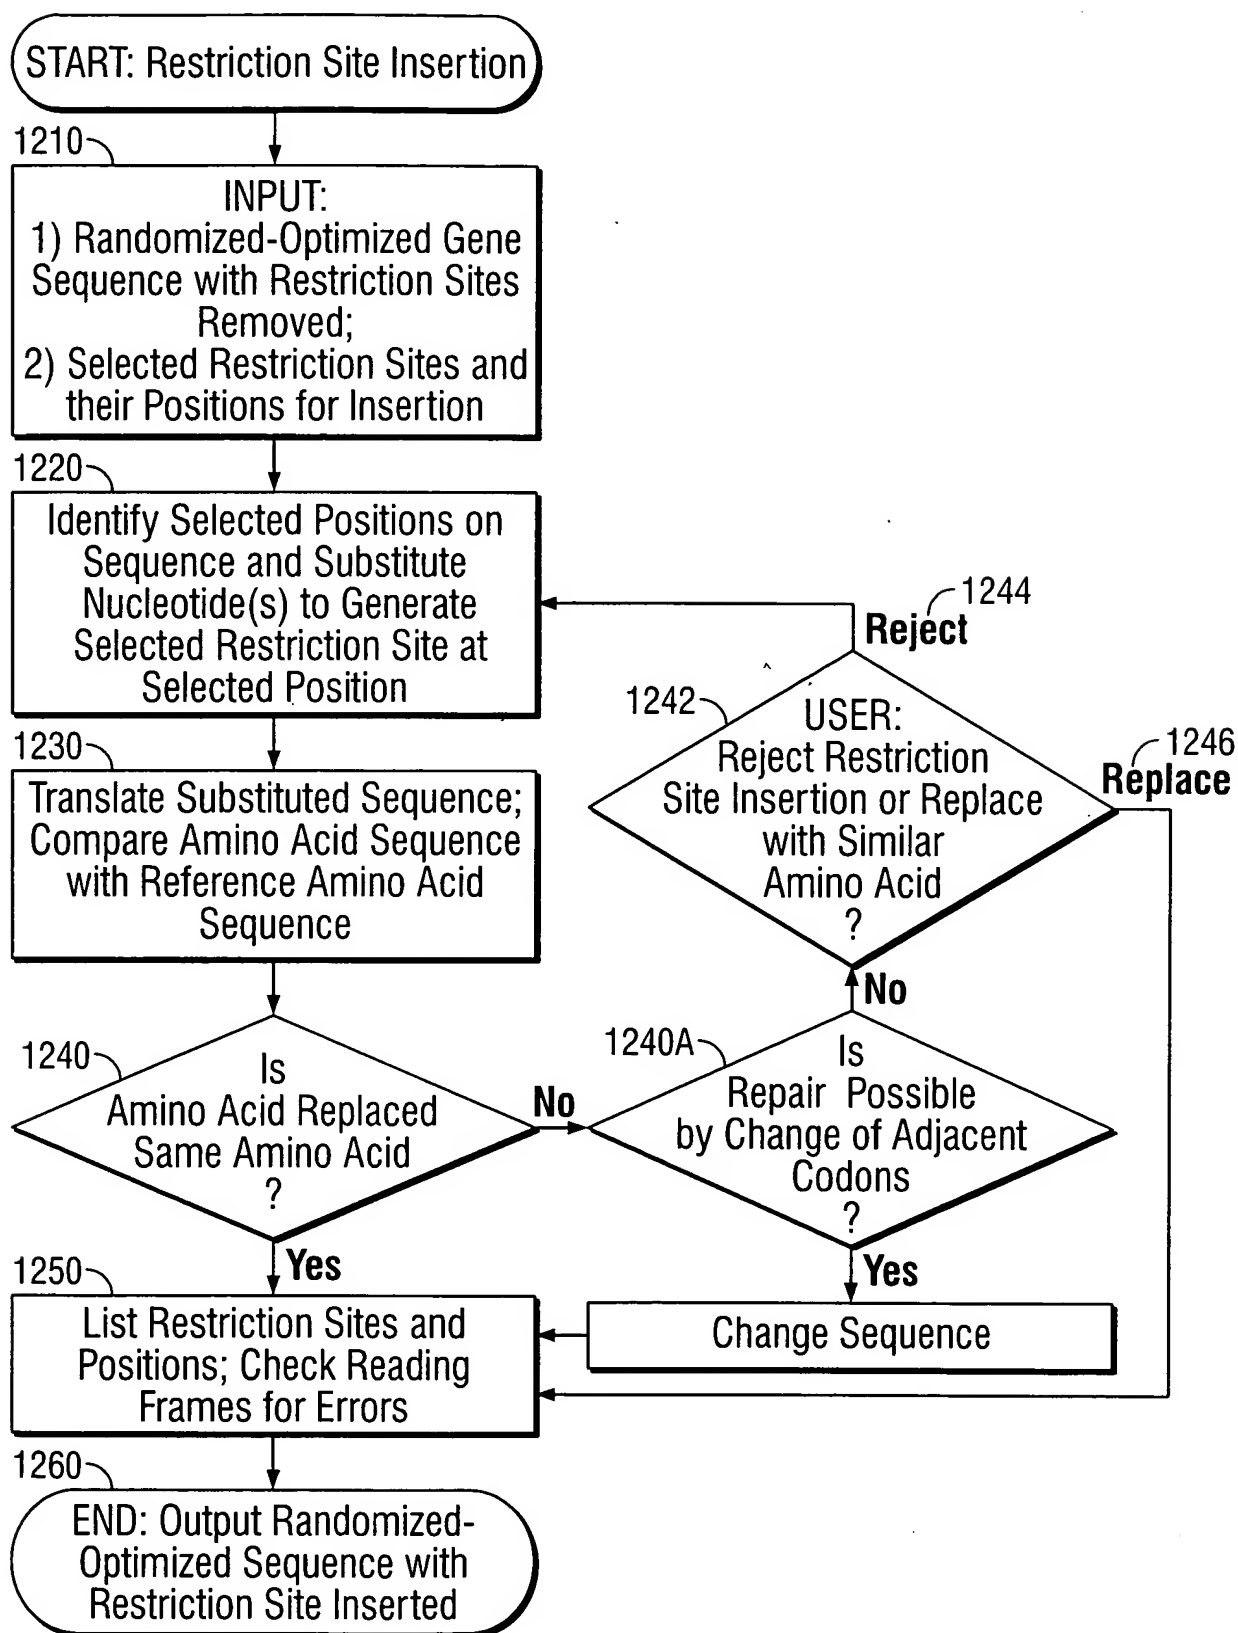 START: Restriction Site Insertion
1210
INPUT:
1) Randomized-Optimized Gene
Sequence with Restriction Sites
Removed;
2) Selected Restriction Sites and
their Positions for Insertion
1220
Identify Selected Positions on
Sequence and Substitute
Nucleotide(s) to Generate
Selected Restriction Site at
Selected Position
1230
Translate Substituted Sequence;
Compare Amino Acid Sequence
with Reference Amino Acid
Sequence
1240
Is
Amino Acid Replaced
Same Amino Acid
?
No
Yes
1240A
Is
Repair Possible
by Change of Adjacent
Codons
?
No
Yes
1242
USER:
Reject Restriction
Site Insertion or Replace
with Similar
Amino Acid
?
1244
Reject
1246
Replace
Change Sequence
1250
List Restriction Sites and
Positions; Check Reading
Frames for Errors
1260
END: Output Randomized-
Optimized Sequence with
Restriction Site Inserted